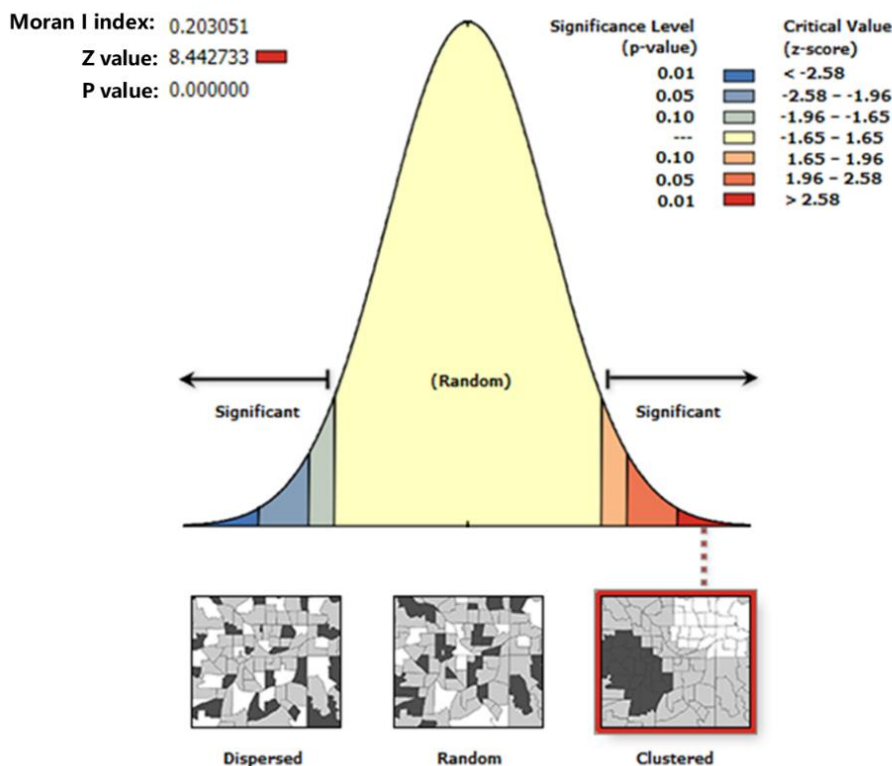 Moran I index: 0.203051
Z value: 8.442733
P value: 0.000000
Significance Level
(p-value)
Critical Value
(z-score)
0.01 < -2.58
0.05 -2.58 – -1.96
0.10 -1.96 – -1.65
--- -1.65 – 1.65
0.10 1.65 – 1.96
0.05 1.96 – 2.58
0.01 > 2.58
(Random)
Significant
Significant
Dispersed
Random
Clustered